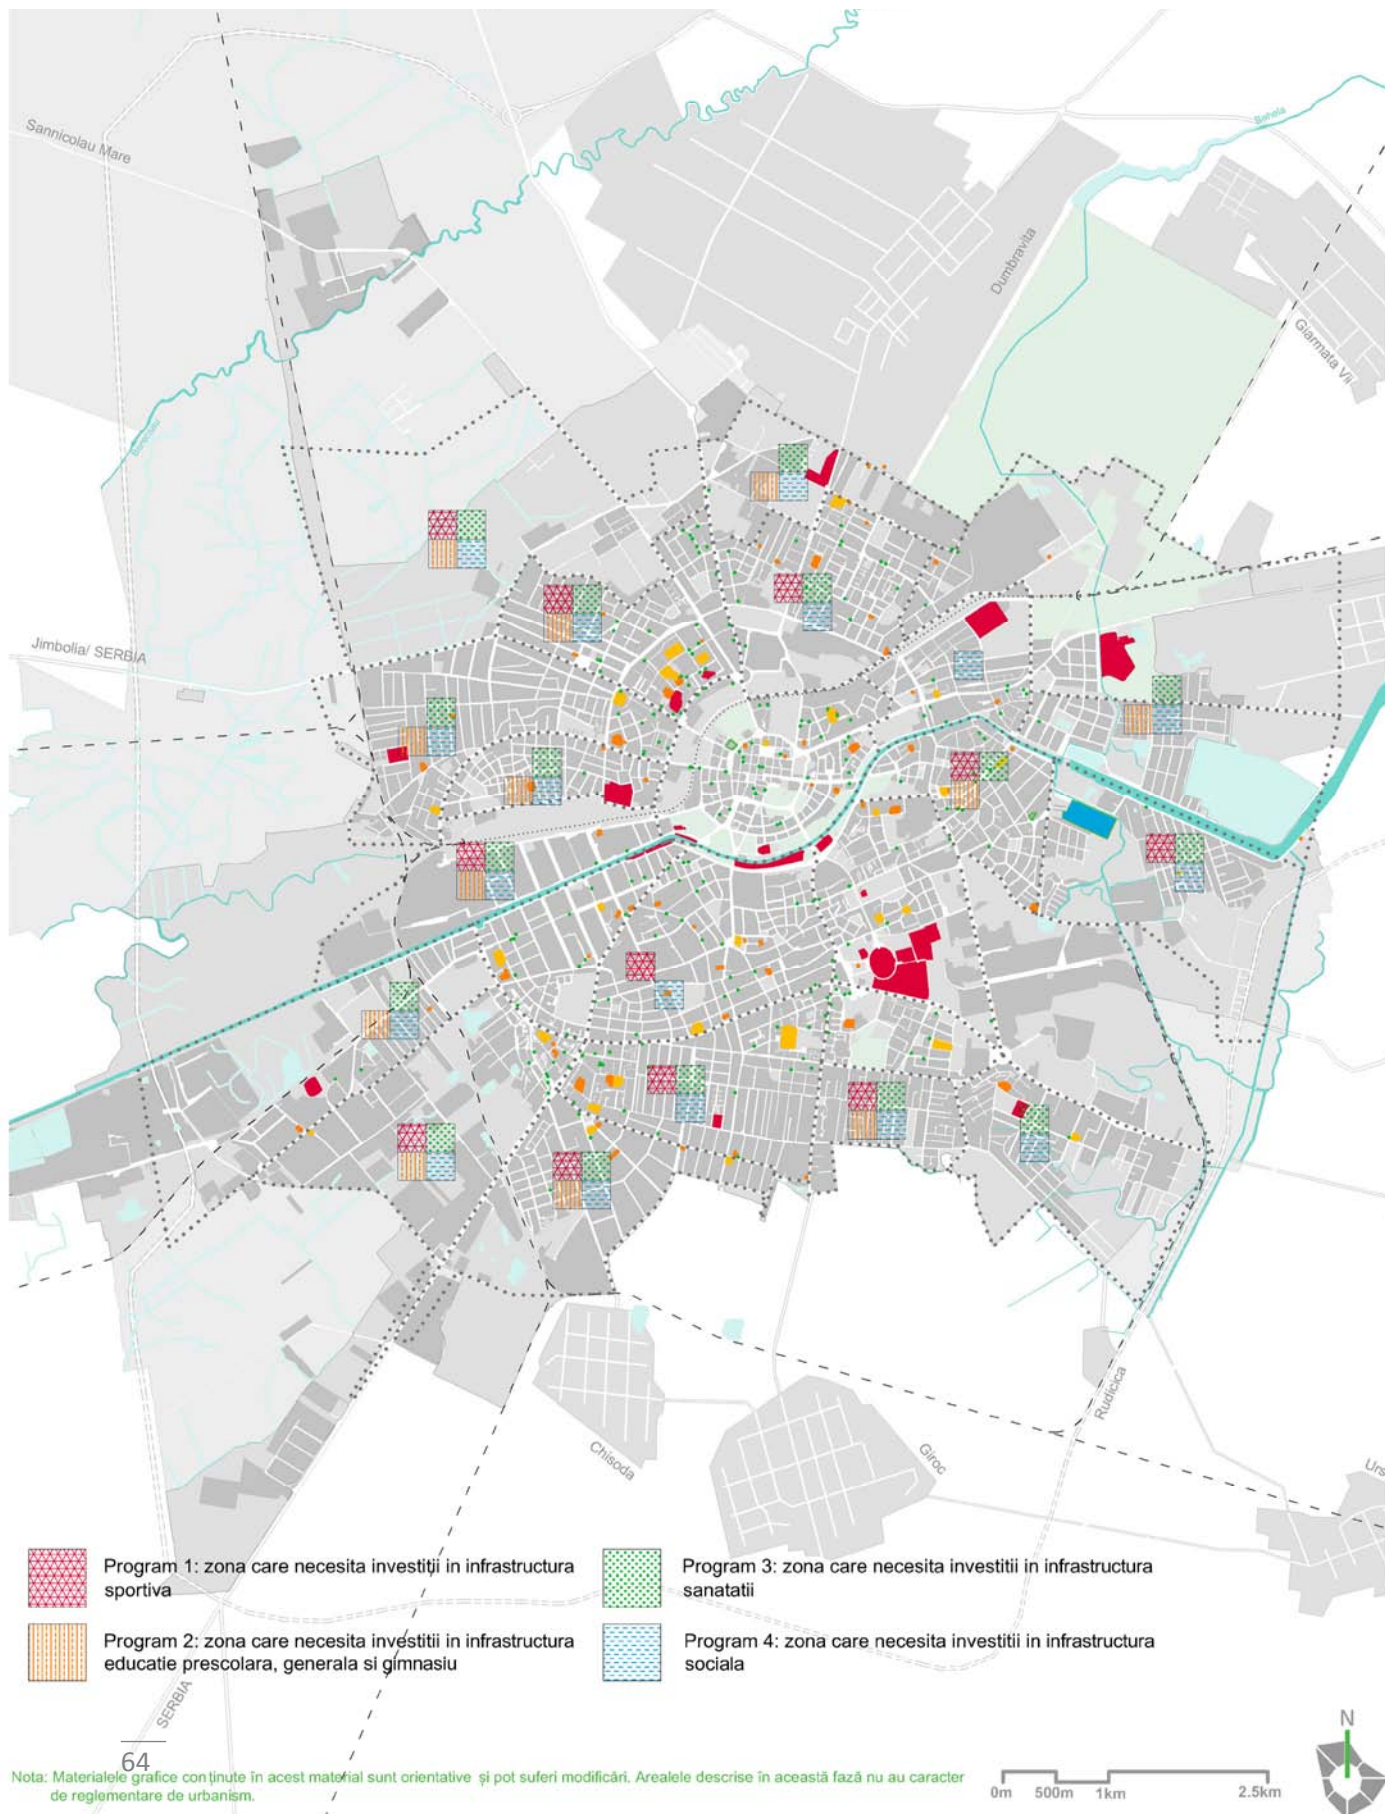 Sannicolau Mare
Behela
Dumbravita
Giarmata Vii
Jimbolia/ SERBIA
Rudicica
Chisoda
Giroc
Urs
Program 1: zona care necesita investitii in infrastructura
sportiva
Program 2: zona care necesita investitii in infrastructura
educatie prescolara, generala si gimnasiu
Program 3: zona care necesita investitii in infrastructura
sanatatii
Program 4: zona care necesita investitii in infrastructura
sociala
SERBIA
64
Nota: Materialele grafice conținute în acest material sunt orientative și pot suferi modificări. Arealele descrise în această fază nu au caracter
de reglementare de urbanism.
0m 500m 1km 2.5km
N